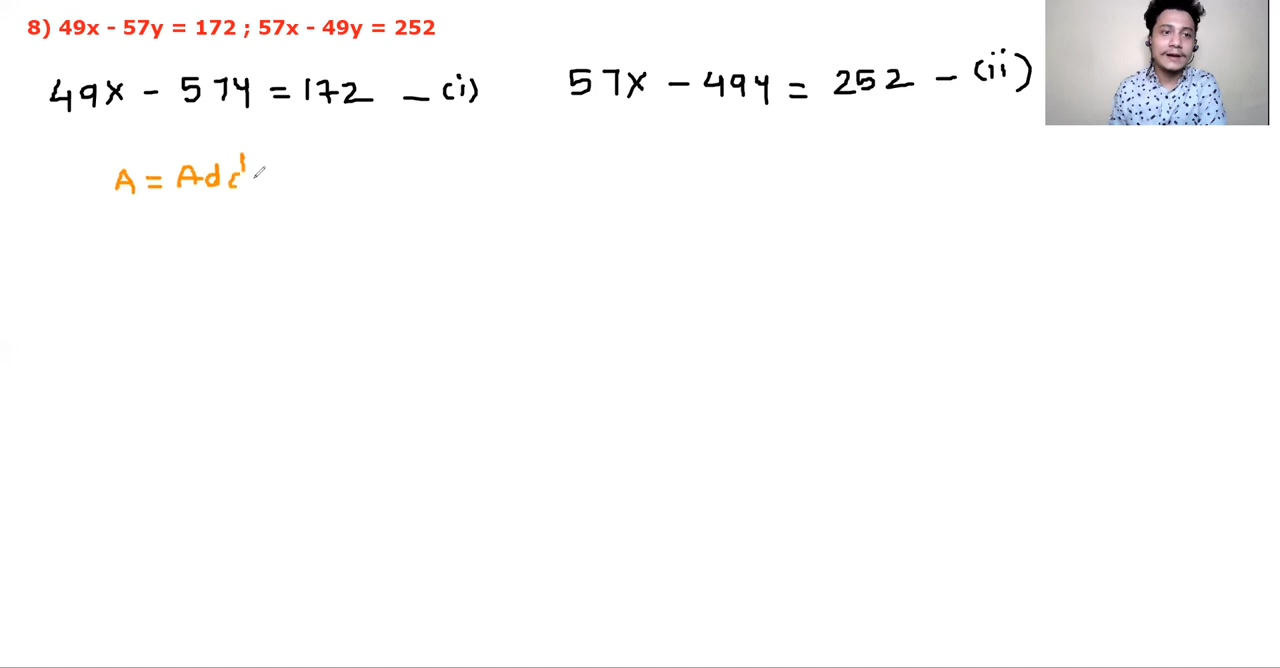 8) 49x - 57y = 172 ; 57x - 49y = 252
49x - 57y = 172 - (i)
57x - 49y = 252 - (ii)
A = Add